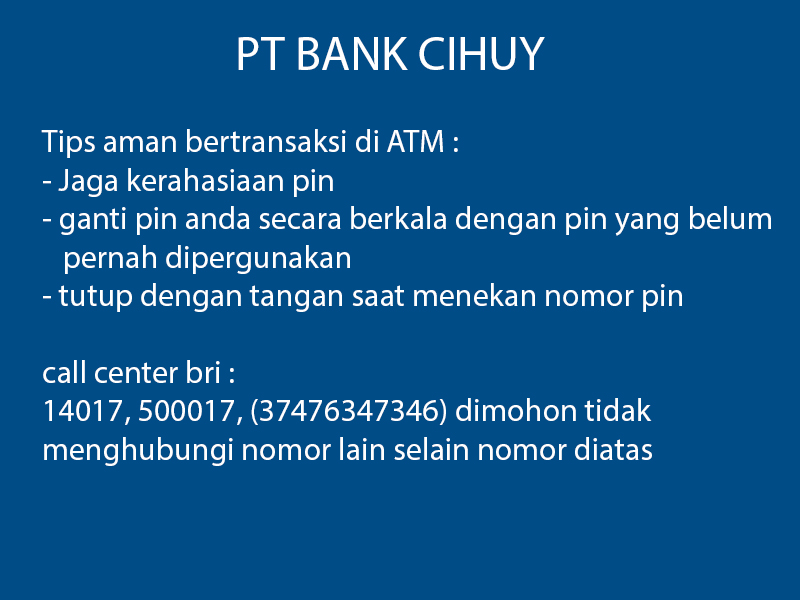 PT BANK CIHUY
Tips aman bertransaksi di ATM :
- Jaga kerahasiaan pin
- ganti pin anda secara berkala dengan pin yang belum
pernah dipergunakan
- tutup dengan tangan saat menekan nomor pin
call center bri :
14017, 500017, (37476347346) dimohon tidak
menghubungi nomor lain selain nomor diatas